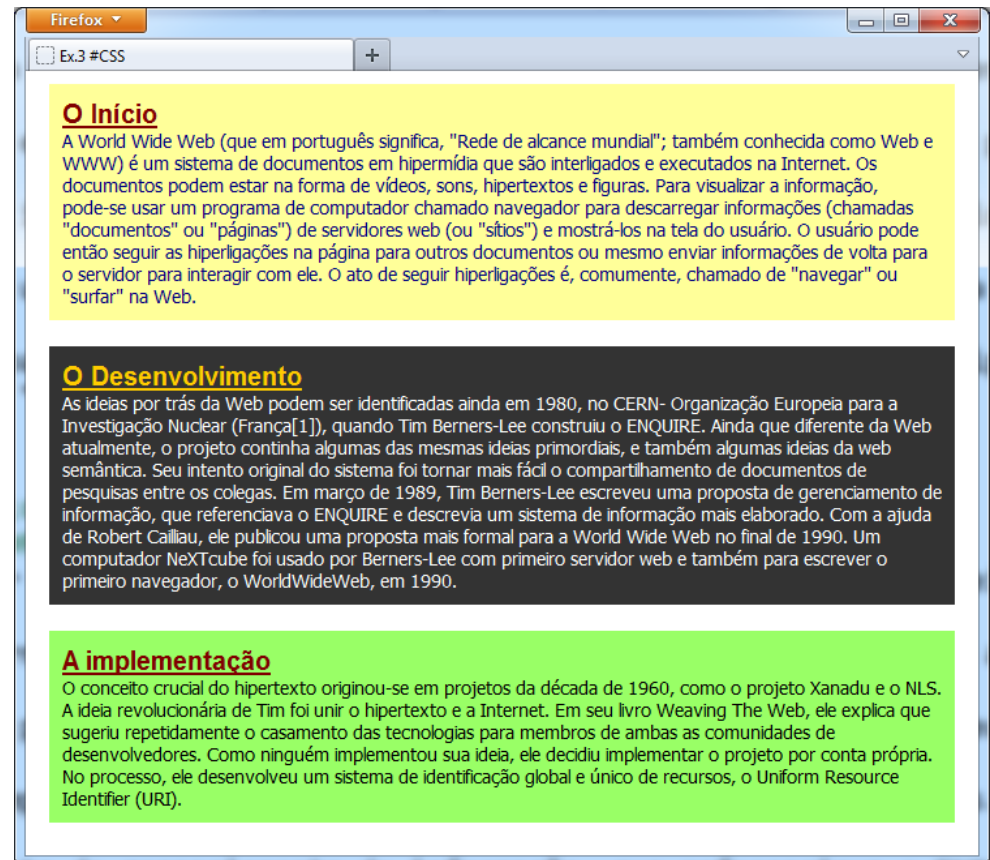 Firefox
Ex.3 #CSS
O Início
A World Wide Web (que em português significa, "Rede de alcance mundial"; também conhecida como Web e
WWW) é um sistema de documentos em hipermídia que são interligados e executados na Internet. Os
documentos podem estar na forma de vídeos, sons, hipertextos e figuras. Para visualizar a informação,
pode-se usar um programa de computador chamado navegador para descarregar informações (chamadas
"documentos" ou "páginas") de servidores web (ou "sítios") e mostrá-los na tela do usuário. O usuário pode
então seguir as hiperligações na página para outros documentos ou mesmo enviar informações de volta para
o servidor para interagir com ele. O ato de seguir hiperligações é, comumente, chamado de "navegar" ou
"surfar" na Web.
O Desenvolvimento
As ideias por trás da Web podem ser identificadas ainda em 1980, no CERN- Organização Europeia para a
Investigação Nuclear (França[1]), quando Tim Berners-Lee construiu o ENQUIRE. Ainda que diferente da Web
atualmente, o projeto continha algumas das mesmas ideias primordiais, e também algumas ideias da web
semântica. Seu intento original do sistema foi tornar mais fácil o compartilhamento de documentos de
pesquisas entre os colegas. Em março de 1989, Tim Berners-Lee escreveu uma proposta de gerenciamento de
informação, que referenciava o ENQUIRE e descrevia um sistema de informação mais elaborado. Com a ajuda
de Robert Cailliau, ele publicou uma proposta mais formal para a World Wide Web no final de 1990. Um
computador NeXTcube foi usado por Berners-Lee com primeiro servidor web e também para escrever o
primeiro navegador, o WorldWideWeb, em 1990.
A implementação
O conceito crucial do hipertexto originou-se em projetos da década de 1960, como o projeto Xanadu e o NLS.
A ideia revolucionária de Tim foi unir o hipertexto e a Internet. Em seu livro Weaving The Web, ele explica que
sugeriu repetidamente o casamento das tecnologias para membros de ambas as comunidades de
desenvolvedores. Como ninguém implementou sua ideia, ele decidiu implementar o projeto por conta própria.
No processo, ele desenvolveu um sistema de identificação global e único de recursos, o Uniform Resource
Identifier (URI).